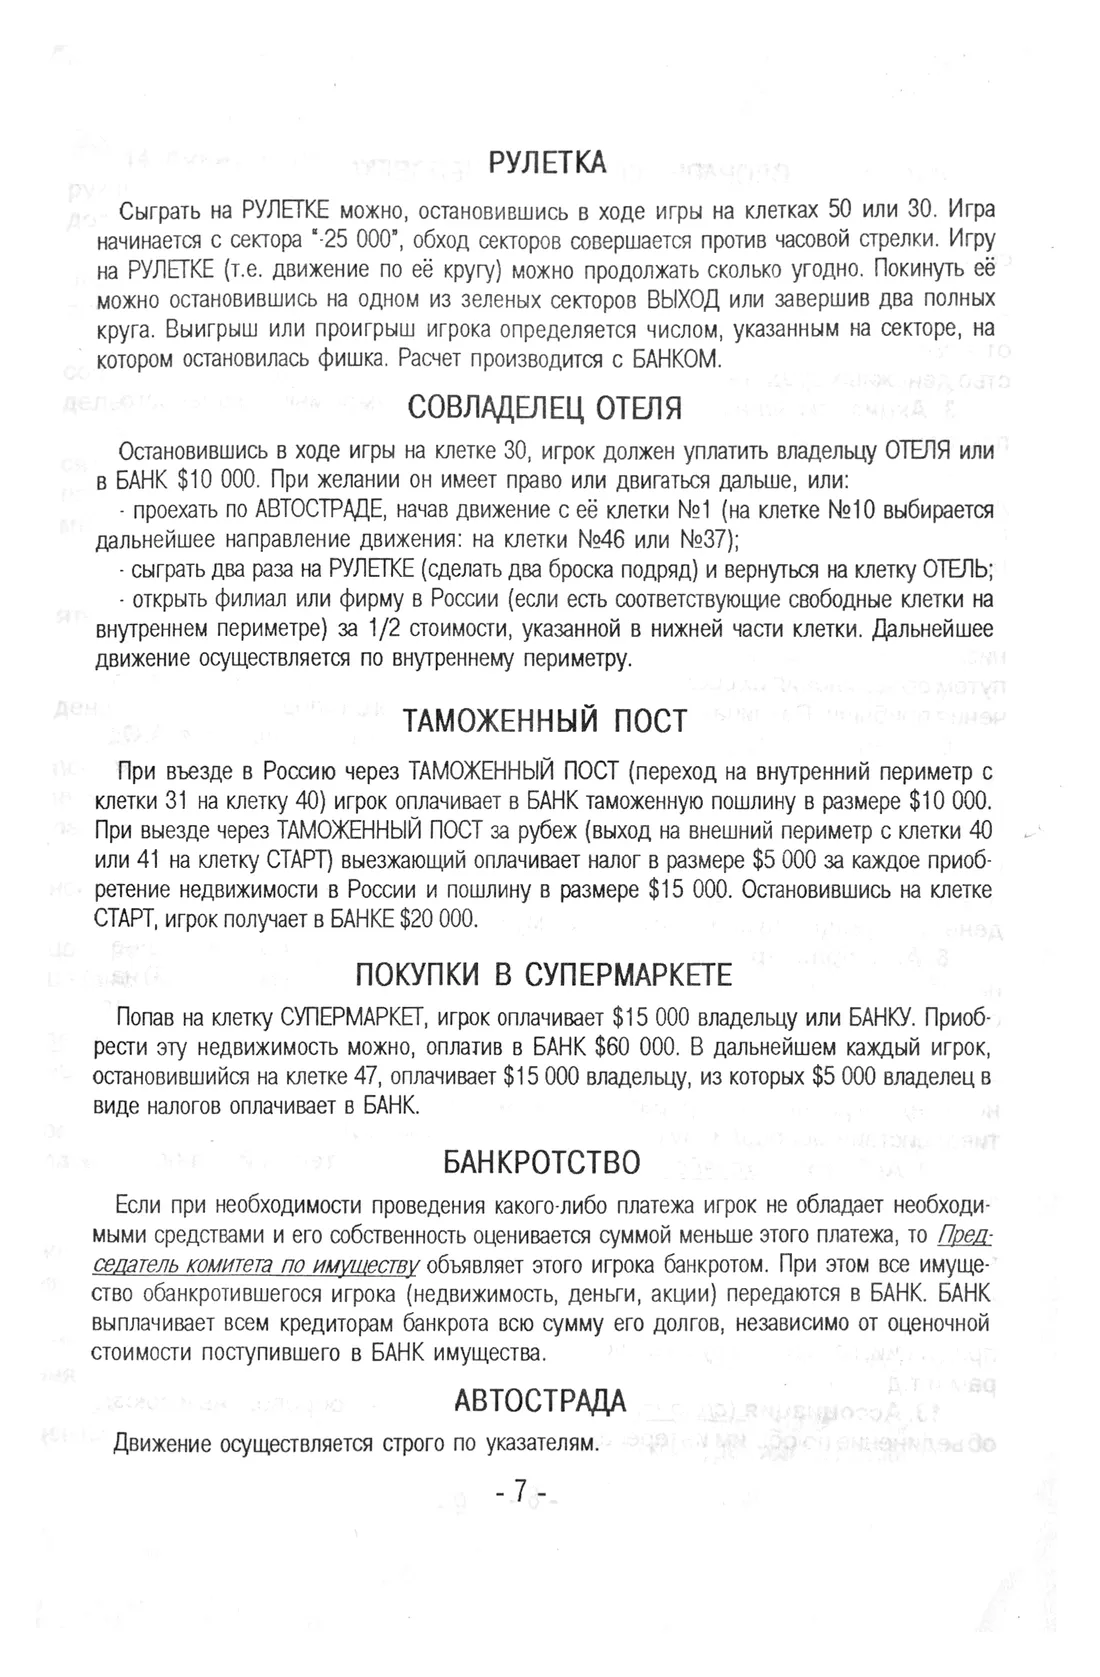 РУЛЕТКА
Сыграть на РУЛЕТКЕ можно, остановившись в ходе игры на клетках 50 или 30. Игра
начинается с сектора "-25 000", обход секторов совершается против часовой стрелки. Игру
на РУЛЕТКЕ (т.е. движение по её кругу) можно продолжать сколько угодно. Покинуть её
можно остановившись на одном из зеленых секторов ВЫХОД или завершив два полных
круга. Выигрыш или проигрыш игрока определяется числом, указанным на секторе, на
котором остановилась фишка. Расчет производится с БАНКОМ.
СОВЛАДЕЛЕЦ ОТЕЛЯ
Остановившись в ходе игры на клетке 30, игрок должен уплатить владельцу ОТЕЛЯ или
в БАНК $10 000. При желании он имеет право или двигаться дальше, или:
- проехать по АВТОСТРАДЕ, начав движение с её клетки №1 (на клетке №10 выбирается
дальнейшее направление движения: на клетки №46 или №37);
- сыграть два раза на РУЛЕТКЕ (сделать два броска подряд) и вернуться на клетку ОТЕЛЬ;
- открыть филиал или фирму в России (если есть соответствующие свободные клетки на
внутреннем периметре) за 1/2 стоимости, указанной в нижней части клетки. Дальнейшее
движение осуществляется по внутреннему периметру.
ТАМОЖЕННЫЙ ПОСТ
При въезде в Россию через ТАМОЖЕННЫЙ ПОСТ (переход на внутренний периметр с
клетки 31 на клетку 40) игрок оплачивает в БАНК таможенную пошлину в размере $10 000.
При выезде через ТАМОЖЕННЫЙ ПОСТ за рубеж (выход на внешний периметр с клетки 40
или 41 на клетку СТАРТ) выезжающий оплачивает налог в размере $5 000 за каждое приоб-
ретение недвижимости в России и пошлину в размере $15 000. Остановившись на клетке
СТАРТ, игрок получает в БАНКЕ $20 000.
ПОКУПКИ В СУПЕРМАРКЕТЕ
Попав на клетку СУПЕРМАРКЕТ, игрок оплачивает $15 000 владельцу или БАНКУ. Приоб-
рести эту недвижимость можно, оплатив в БАНК $60 000. В дальнейшем каждый игрок,
остановившийся на клетке 47, оплачивает $15 000 владельцу, из которых $5 000 владелец в
виде налогов оплачивает в БАНК.
БАНКРОТСТВО
Если при необходимости проведения какого-либо платежа игрок не обладает необходи-
мыми средствами и его собственность оценивается суммой меньше этого платежа, то Пред-
седатель комитета по имуществу объявляет этого игрока банкротом. При этом все имуще-
ство обанкротившегося игрока (недвижимость, деньги, акции) передаются в БАНК. БАНК
выплачивает всем кредиторам банкрота всю сумму его долгов, независимо от оценочной
стоимости поступившего в БАНК имущества.
АВТОСТРАДА
Движение осуществляется строго по указателям.
- 7 -